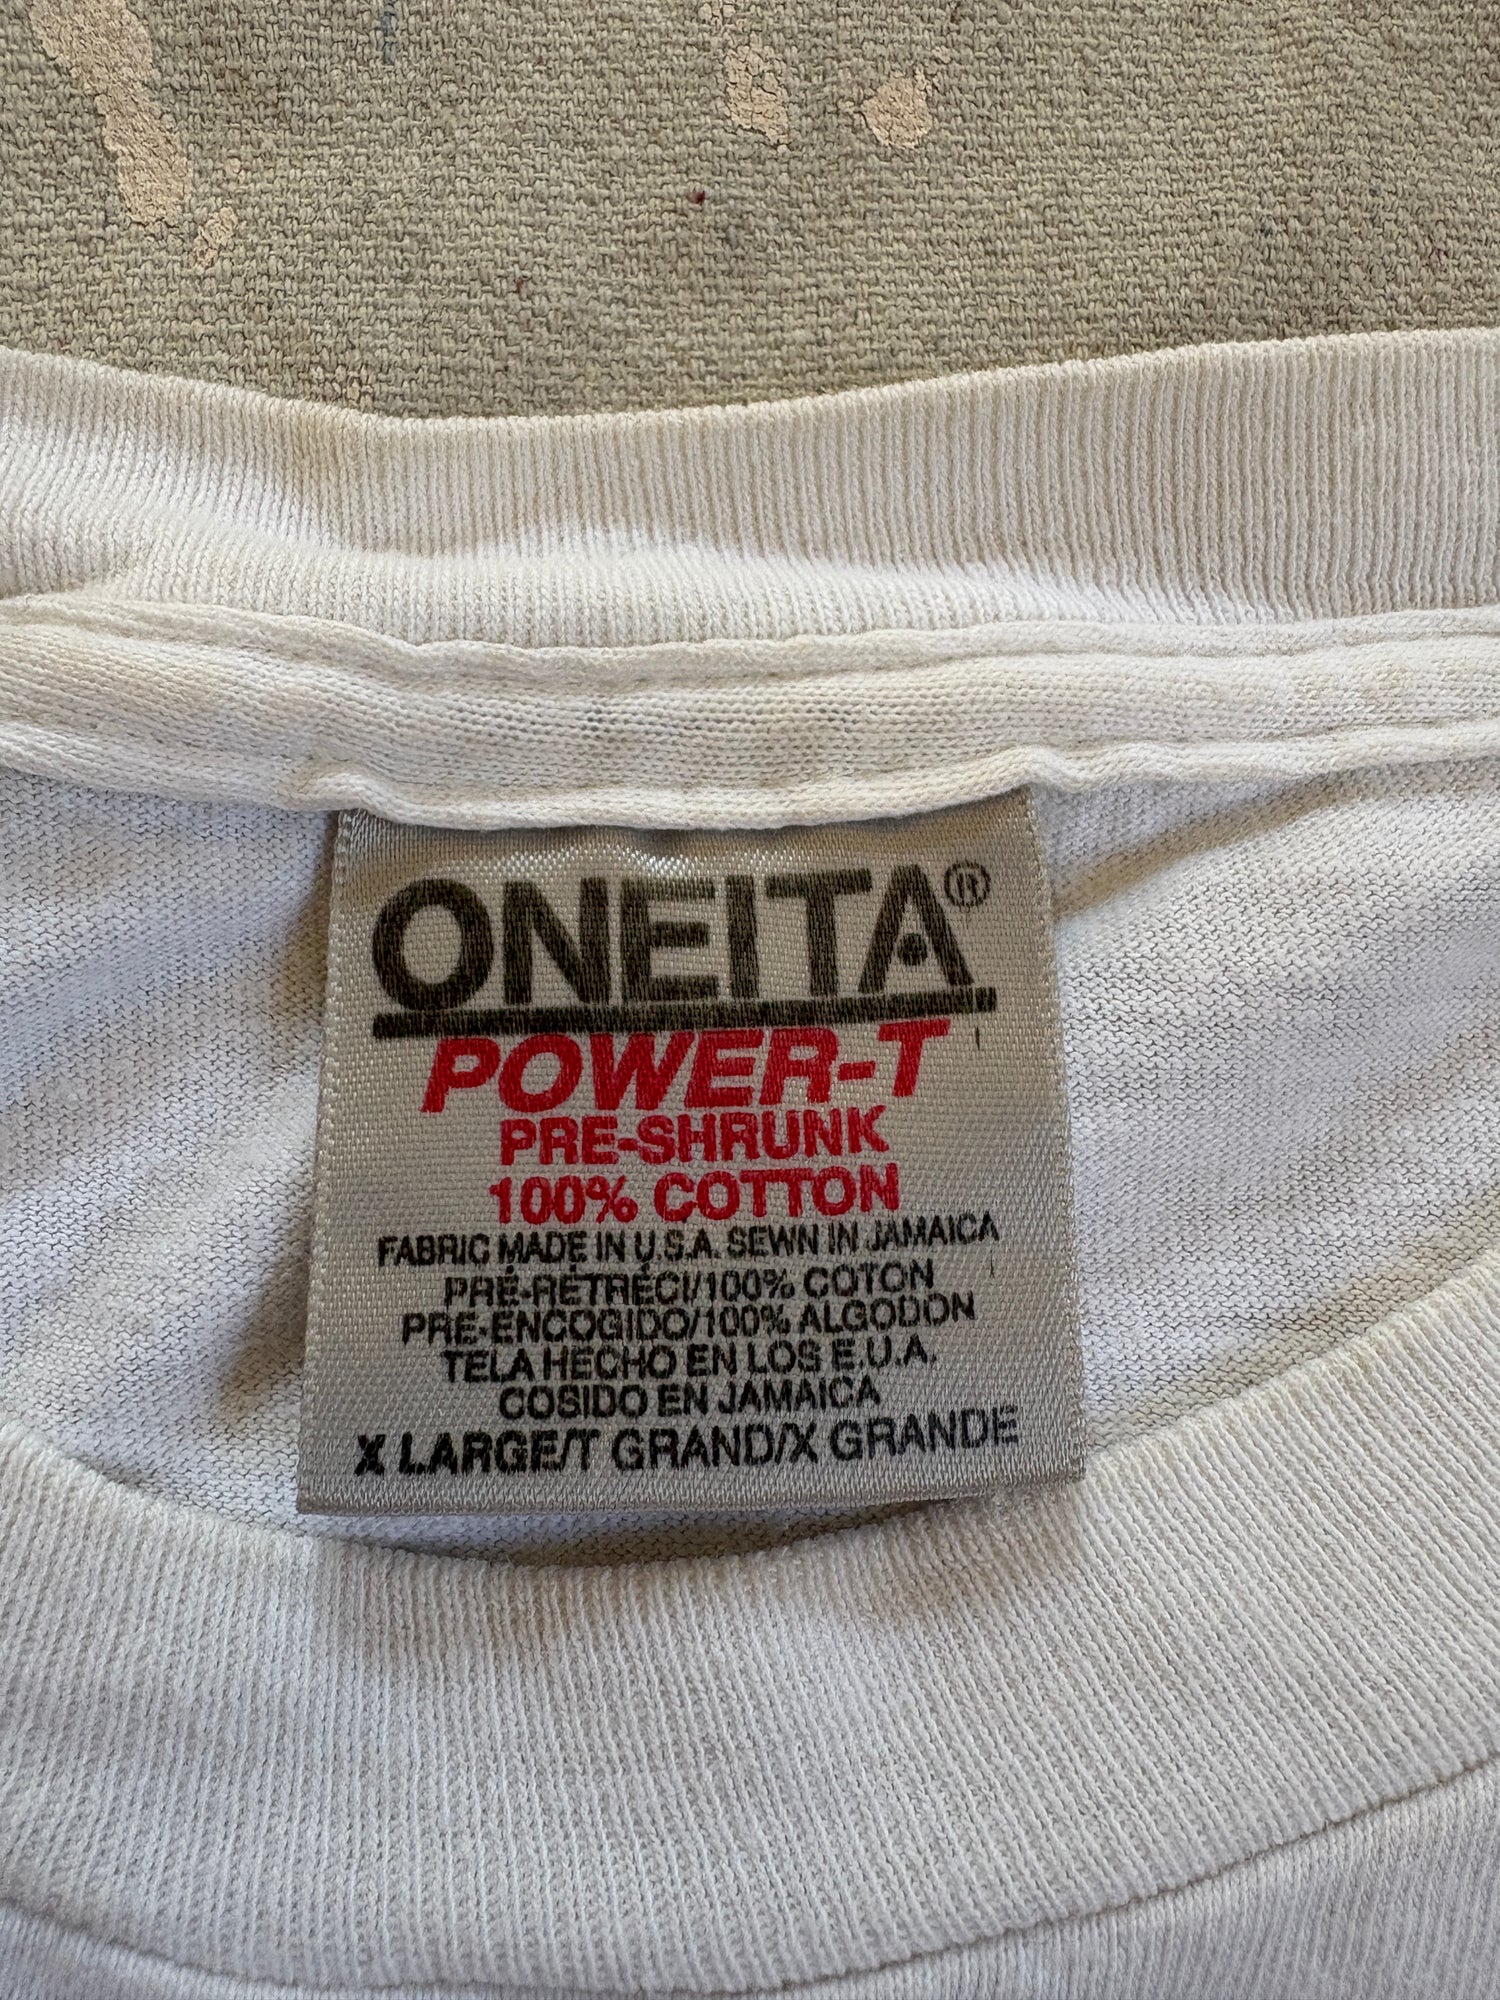 ONEITA®
POWER-T
PRE-SHRUNK
100% COTTON
FABRIC MADE IN U.S.A. SEWN IN JAMAICA
PRÉ-RÉTRÉCI/100% COTON
PRE-ENCOGIDO/100% ALGODON
TELA HECHO EN LOS E.U.A.
COSIDO EN JAMAICA
X LARGE/T GRAND/X GRANDE